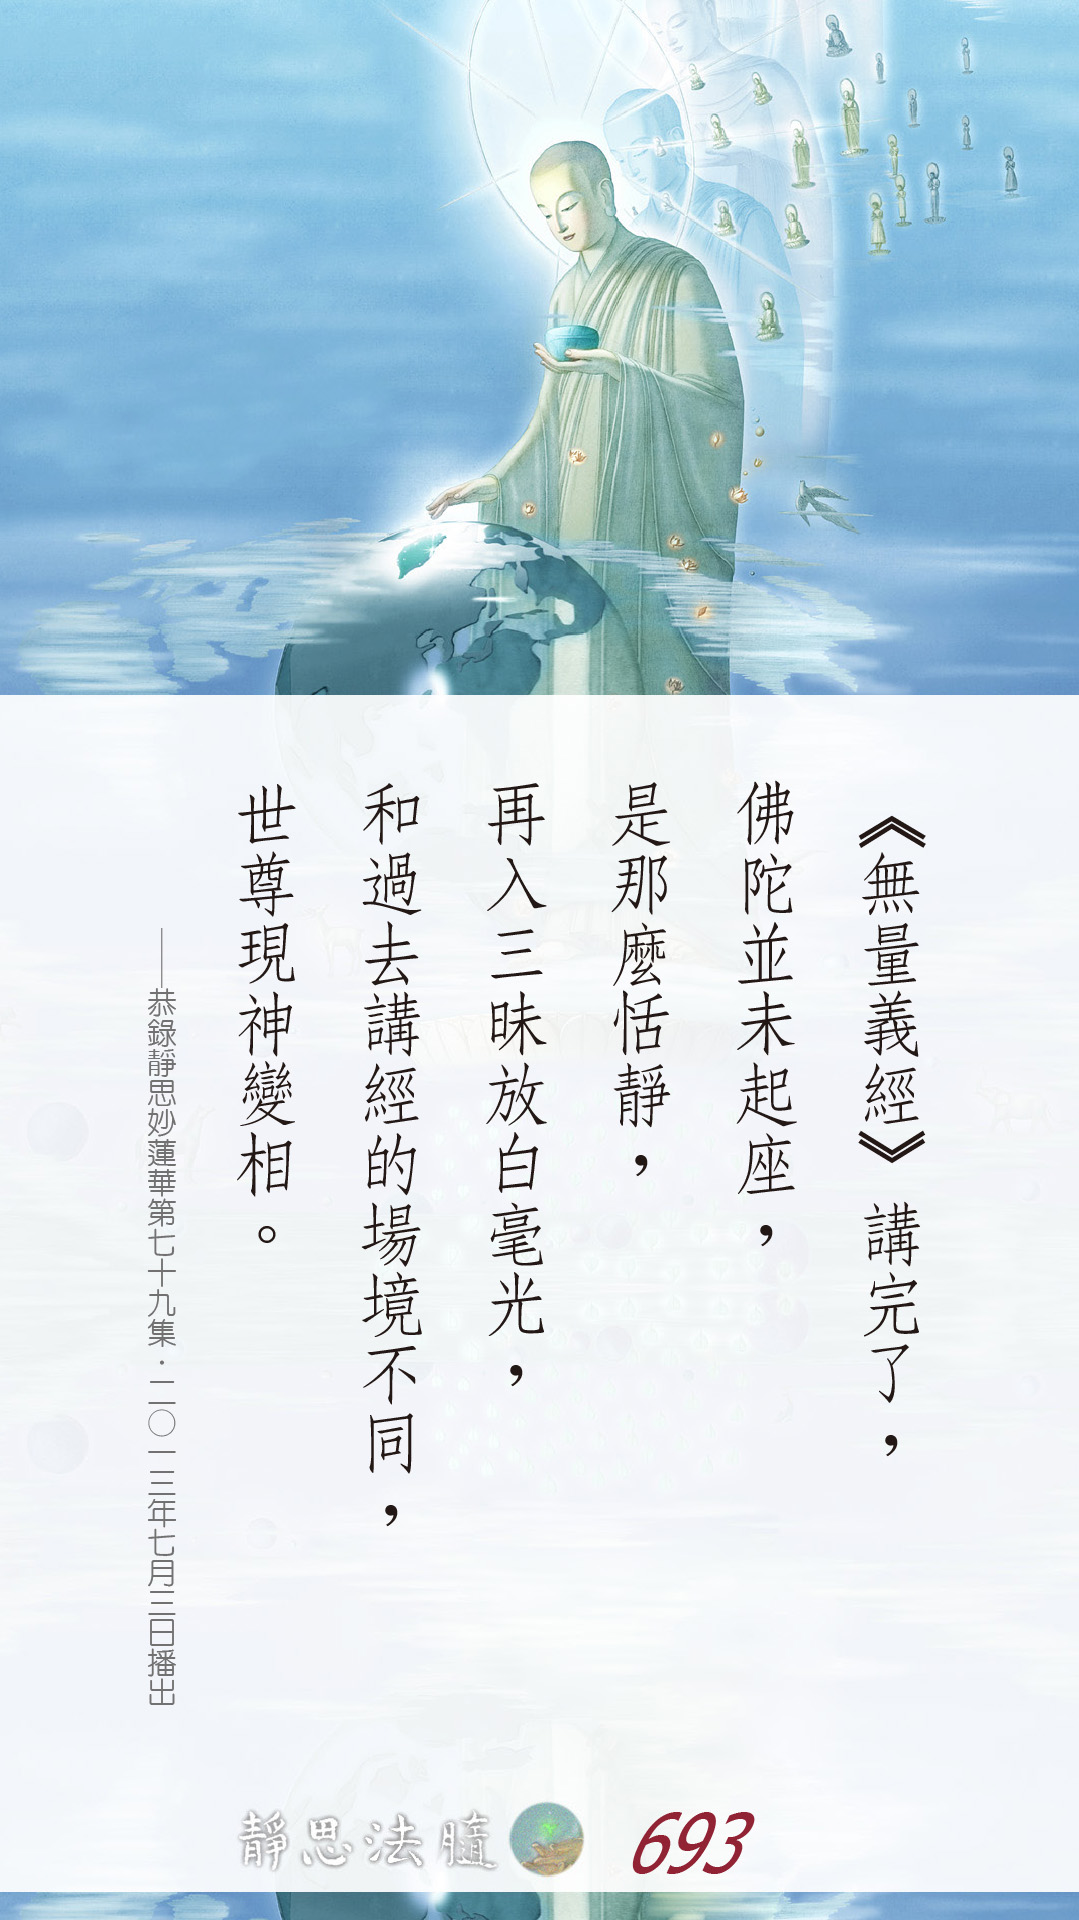 《無量義經》講完了，
佛陀並未起座，
是那麼恬靜，
再入三昧放白毫光，
和過去講經的場境不同，
世尊現神變相。
——恭錄靜思妙蓮華第七十九集．二〇一三年七月三日播出
靜思法髓
693